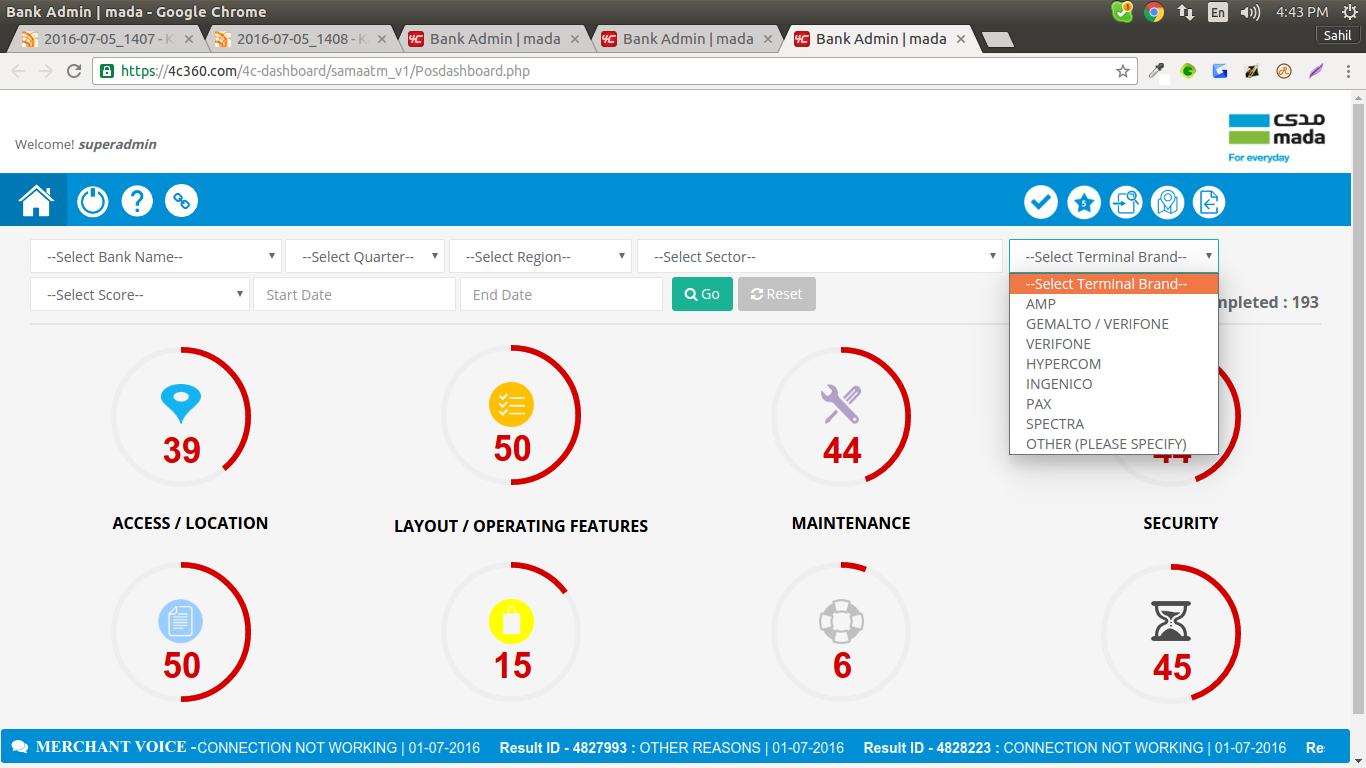 Bank Admin | mada - Google Chrome
1
En
4:43 PM
2016-07-05_1407 - K
2016-07-05_1408 - K
4C Bank Admin | mada
4C Bank Admin | mada
4C Bank Admin | mada
Sahil
https://4c360.com/4c-dashboard/samaatm_v1/Posdashboard.php
Welcome! superadmin
مدى
mada
For everyday
?
5
--Select Bank Name--
--Select Quarter--
--Select Region--
--Select Sector--
--Select Terminal Brand--
--Select Score--
Start Date
End Date
Go
Reset
mpleted : 193
--Select Terminal Brand--
AMP
GEMALTO / VERIFONE
VERIFONE
HYPERCOM
INGENICO
PAX
SPECTRA
OTHER (PLEASE SPECIFY)
39
50
44
44
ACCESS / LOCATION
LAYOUT / OPERATING FEATURES
MAINTENANCE
SECURITY
50
15
6
45
MERCHANT VOICE -CONNECTION NOT WORKING | 01-07-2016 Result ID - 4827993 : OTHER REASONS | 01-07-2016 Result ID - 4828223 : CONNECTION NOT WORKING | 01-07-2016 Re